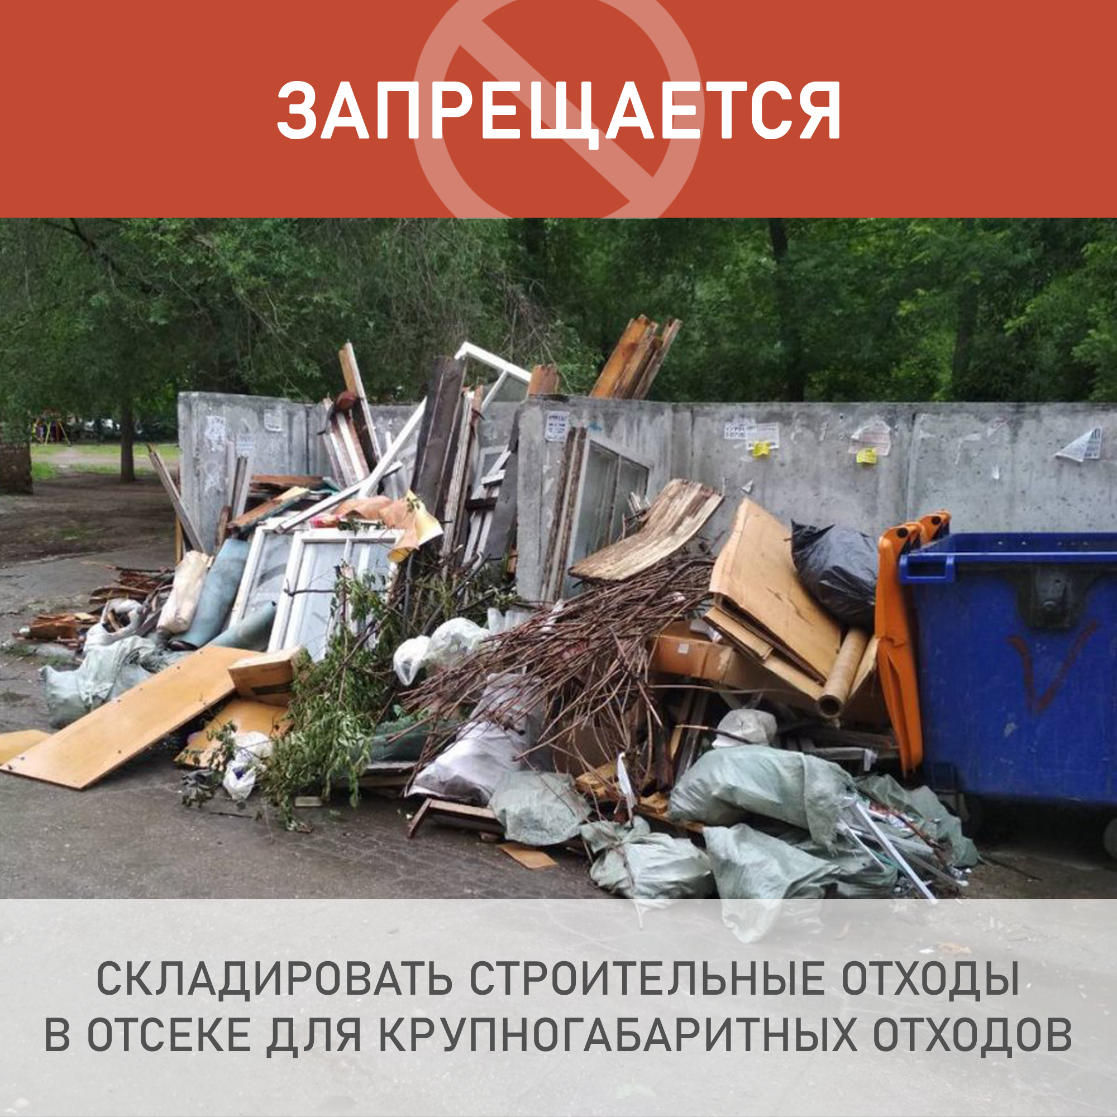 ЗАПРЕЩАЕТСЯ
СКЛАДИРОВАТЬ СТРОИТЕЛЬНЫЕ ОТХОДЫ
В ОТСЕКЕ ДЛЯ КРУПНОГАБАРИТНЫХ ОТХОДОВ